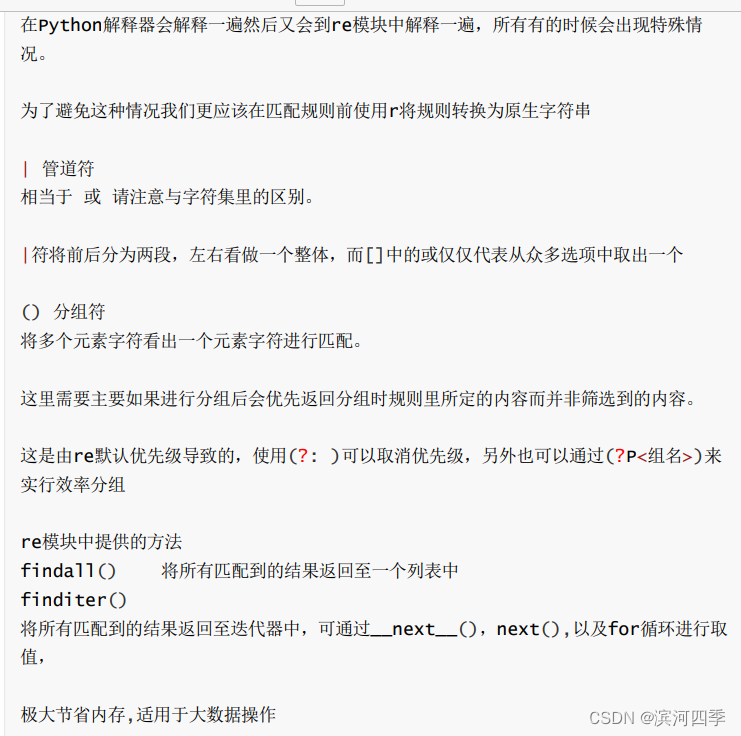 在Python解释器会解释一遍然后又会到re模块中解释一遍，所有有的时候会出现特殊情
况。
为了避免这种情况我们更应该在匹配规则前使用r将规则转换为原生字符串
| 管道符
相当于 或 请注意与字符集里的区别。
|符将前后分为两段，左右看做一个整体，而[]中的或仅仅代表从众多选项中取出一个
() 分组符
将多个元素字符看出一个元素字符进行匹配。
这里需要主要如果进行分组后会优先返回分组时规则里所定的内容而并非筛选到的内容。
这是由re默认优先级导致的，使用(?: )可以取消优先级，另外也可以通过(?P<组名>)来
实行效率分组
re模块中提供的方法
findall() 将所有匹配到的结果返回至一个列表中
finditer()
将所有匹配到的结果返回至迭代器中，可通过__next__()，next(),以及for循环进行取
值，
极大节省内存,适用于大数据操作
CSDN @滨河四季